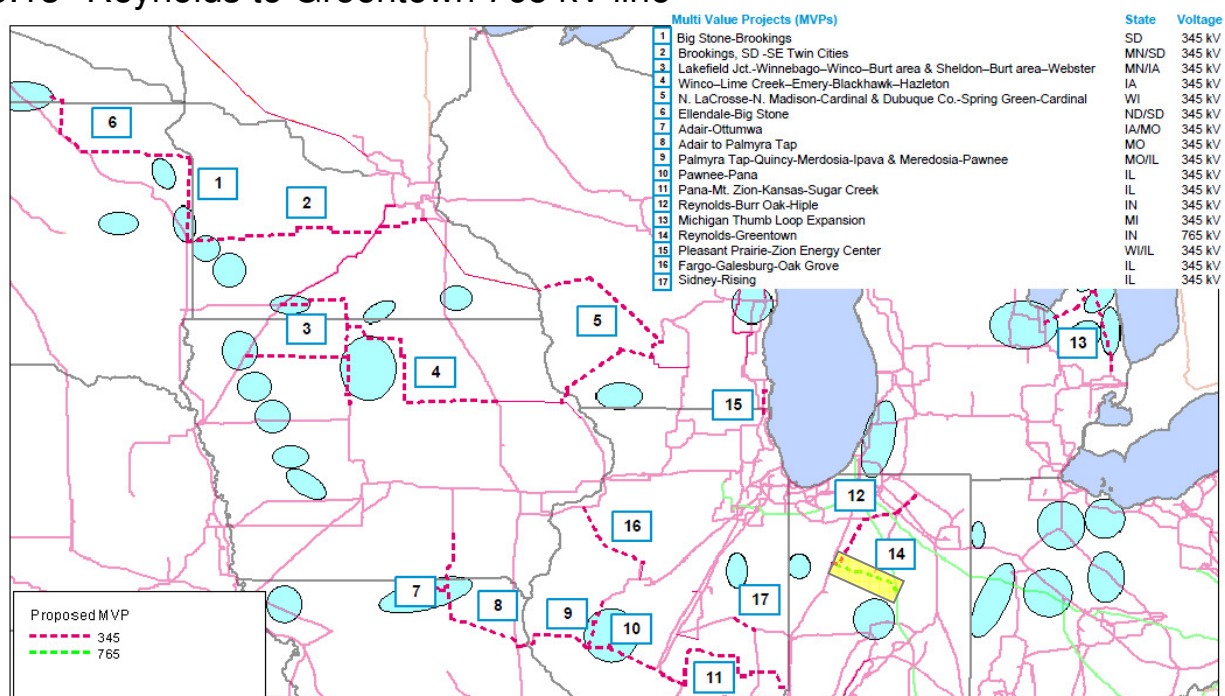 Reynolds to Greentown 765 kV line
Multi Value Projects (MVPs) State Voltage
1 Big Stone-Brookings SD 345 kV
2 Brookings, SD -SE Twin Cities MN/SD 345 kV
3 Lakefield Jct.-Winnebago–Winco–Burt area & Sheldon–Burt area–Webster MN/IA 345 kV
4 Winco–Lime Creek–Emery-Blackhawk–Hazleton IA 345 kV
5 N. LaCrosse-N. Madison-Cardinal & Dubuque Co.-Spring Green-Cardinal WI 345 kV
6 Ellendale-Big Stone ND/SD 345 kV
7 Adair-Ottumwa IA/MO 345 kV
8 Adair to Palmyra Tap MO 345 kV
9 Palmyra Tap-Quincy-Merdosia-Ipava & Meredosia-Pawnee MO/IL 345 kV
10 Pawnee-Pana IL 345 kV
11 Pana-Mt. Zion-Kansas-Sugar Creek IL 345 kV
12 Reynolds-Burr Oak-Hiple IN 345 kV
13 Michigan Thumb Loop Expansion MI 345 kV
14 Reynolds-Greentown IN 765 kV
15 Pleasant Prairie-Zion Energy Center WI/IL 345 kV
16 Fargo-Galesburg-Oak Grove IL 345 kV
17 Sidney-Rising IL 345 kV
6
1
2
3
5
13
4
15
12
16
14
7
8
9
10
17
11
Proposed MVP
345
765